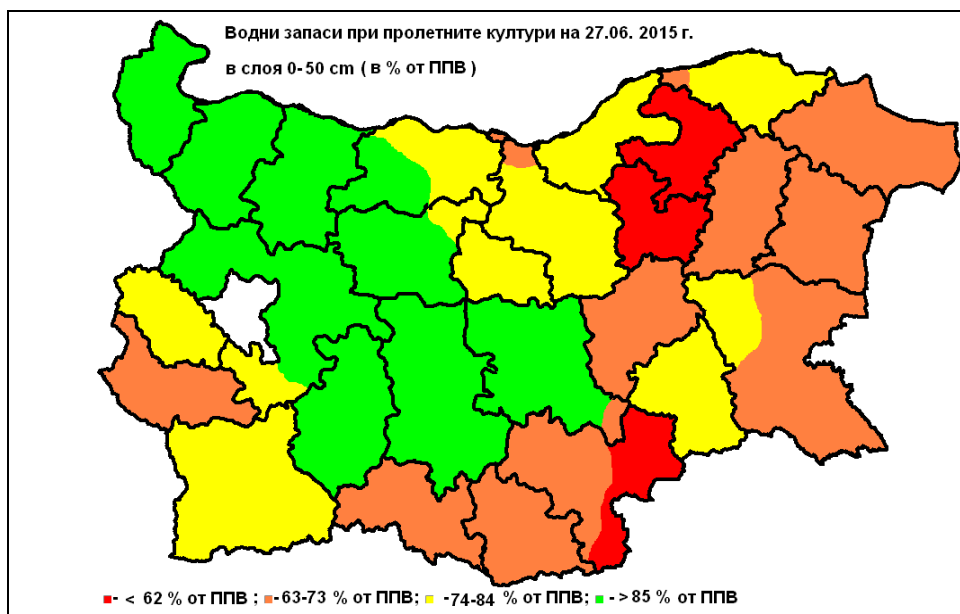 Водни запаси при пролетните култури на 27.06. 2015 г.
в слоя 0-50 cm ( в % от ППВ )
- < 62 % от ППВ ; -63-73 % от ППВ; -74-84 % от ППВ; - >85 % от ППВ